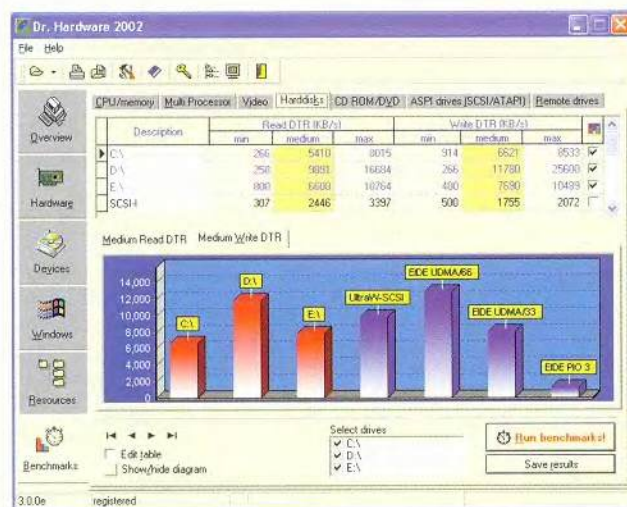 Dr. Hardware 2002
File Help
CPU/memory Multi Processor Video Harddisks CD ROM/DVD ASPI drives (SCSI/ATAPI) Remote drives
Description Read DTR (KB/s) Write DTR (KB/s)
min medium max min medium max
C:\ 266 5410 8015 914 6621 8533
D:\ 250 9891 16684 266 11780 25600
E:\ 800 6600 10764 400 7690 10489
307 2446 3397 500 1755 2072
Overview
Hardware
Devices
Windows
Resources
Benchmarks
Medium Read DTR Medium Write DTR
14,000
12,000
10,000
8,000
6,000
4,000
2,000
0
C:\
D:\
E:\
UltraW-SCSI
EIDE UDMA/66
EIDE UDMA/33
EIDE PIO 3
Edit table
Show/hide diagram
Select drives
C:\
D:\
E:\
Run benchmarks!
Save results
3.0.0e registered